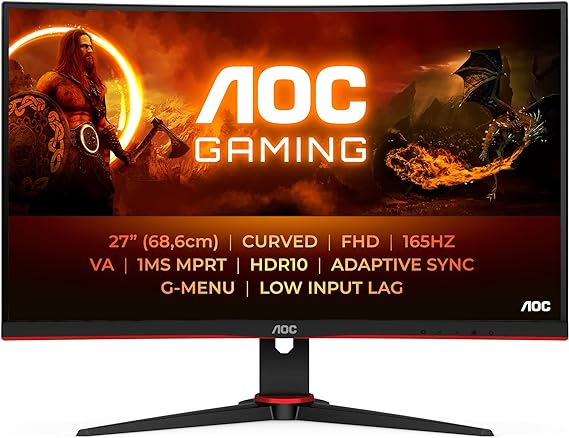 AOC
GAMING
27” (68,6cm) | CURVED | FHD | 165HZ
VA | 1MS MPRT | HDR10 | ADAPTIVE SYNC
G-MENU | LOW INPUT LAG
AOC
AOC